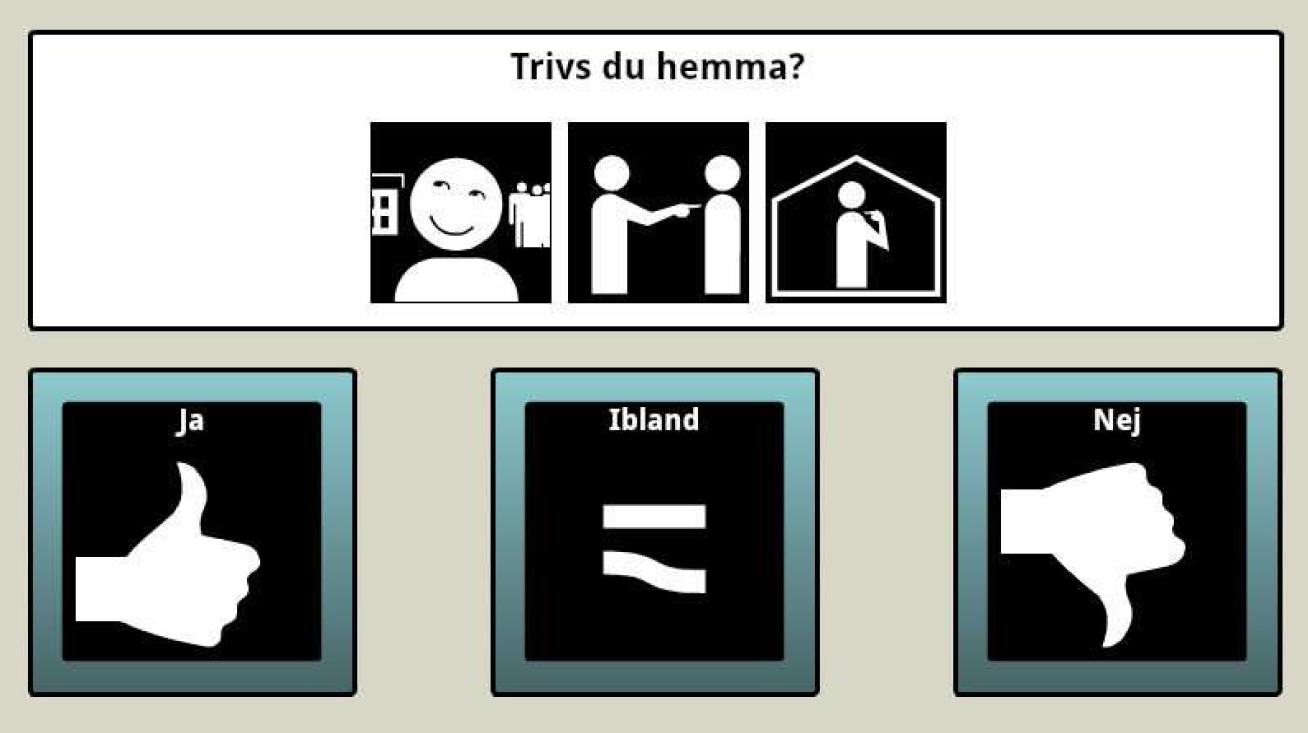 Trivs du hemma?
Ja
Ibland
Nej